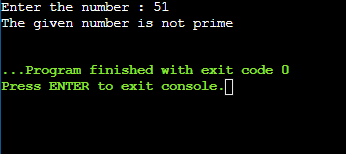 Enter the number : 51
The given number is not prime
...Program finished with exit code 0
Press ENTER to exit console.